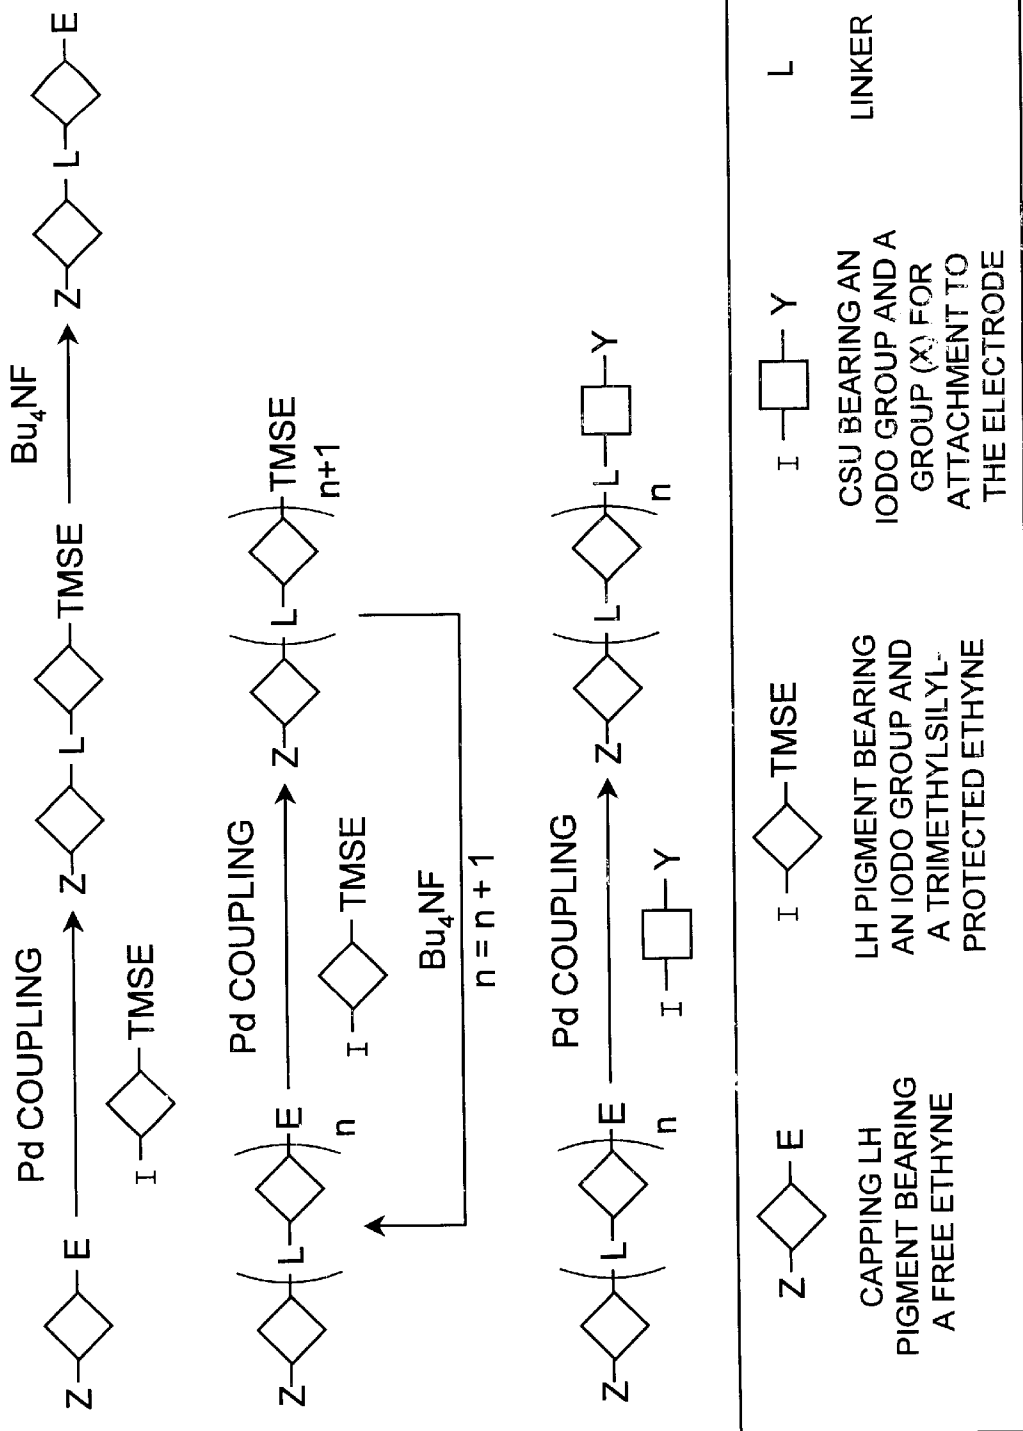 Z E Pd COUPLING Z L TMSE Bu4NF Z L E
I TMSE
Z L E n Pd COUPLING Z L TMSE n+1
I TMSE
Bu4NF
n = n + 1
Z L E n Pd COUPLING Z L L Y n
I Y
Z E
CAPPING LH
PIGMENT BEARING
A FREE ETHYNE
I TMSE
LH PIGMENT BEARING
AN IODO GROUP AND
A TRIMETHYLSILYL-
PROTECTED ETHYNE
I Y
CSU BEARING AN
IODO GROUP AND A
GROUP (X) FOR
ATTACHMENT TO
THE ELECTRODE
L
LINKER